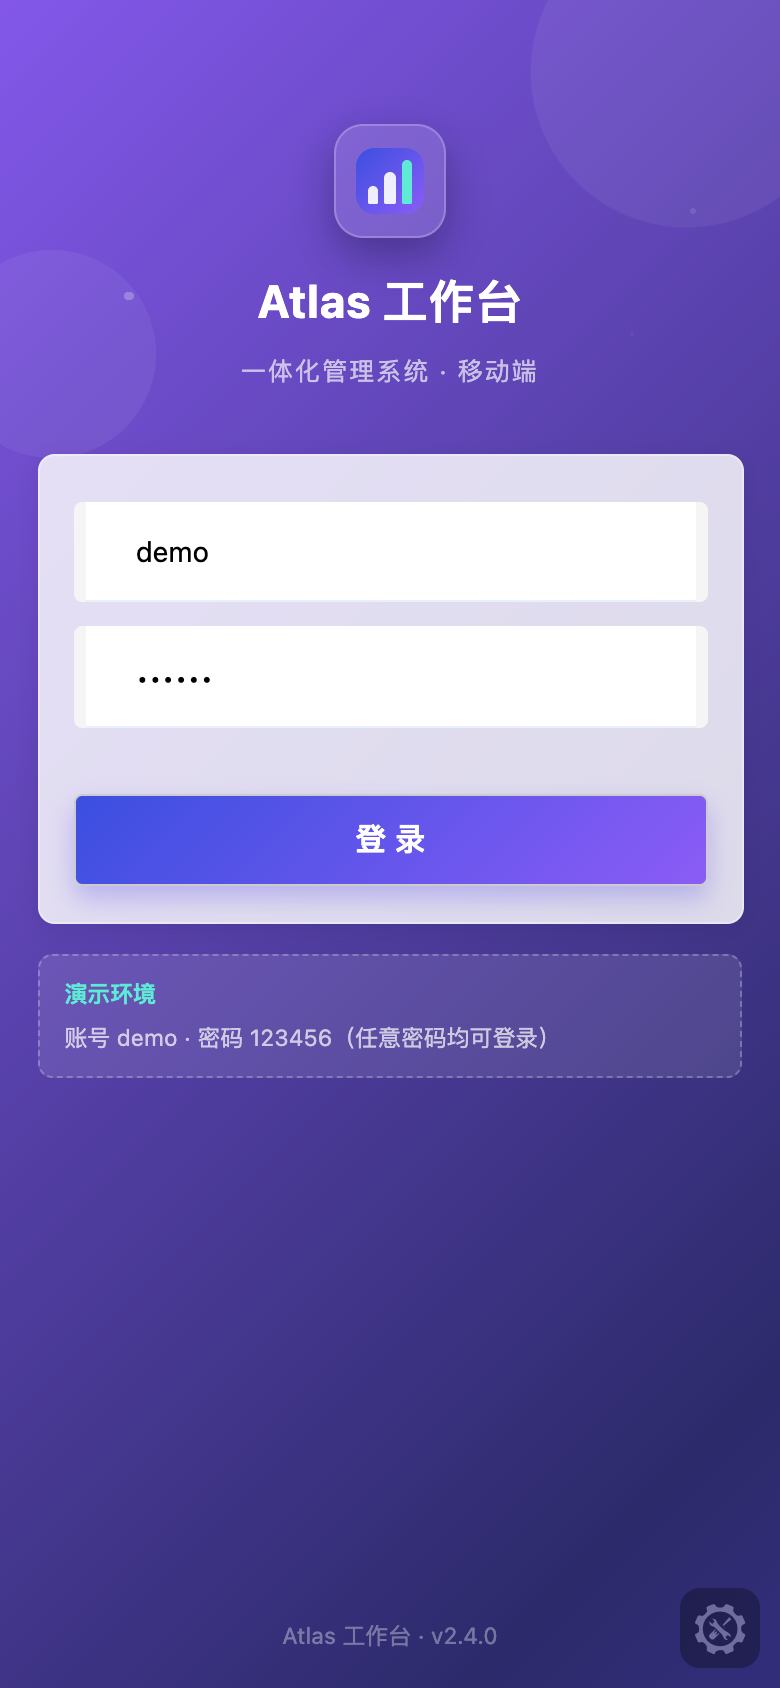 Atlas 工作台
一体化管理系统 · 移动端
demo
••••••
登 录
演示环境
账号 demo · 密码 123456（任意密码均可登录）
Atlas 工作台 · v2.4.0